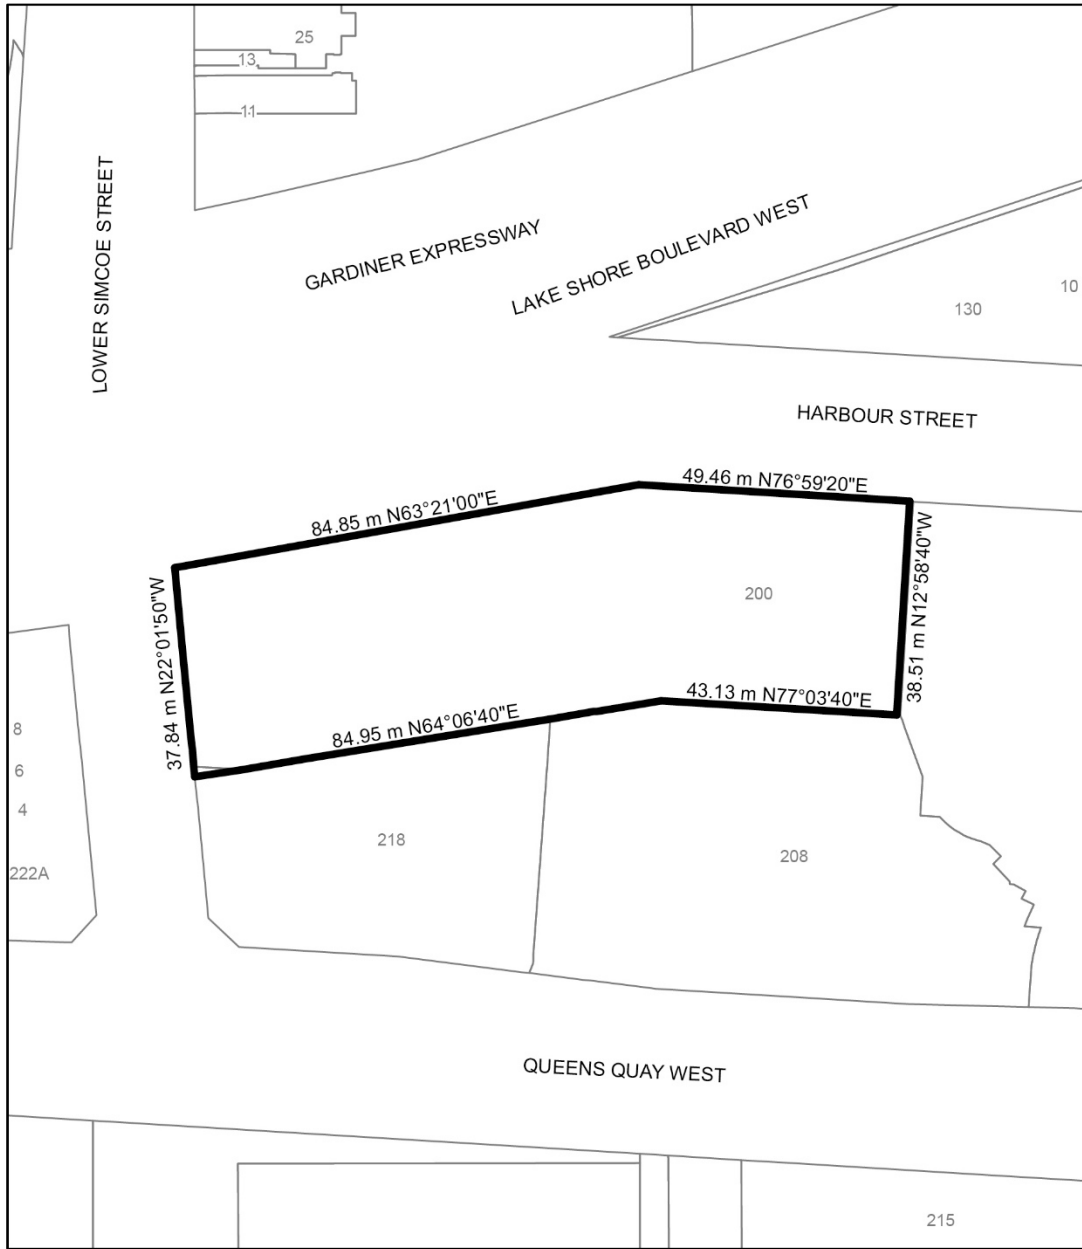 25
13
11
LOWER SIMCOE STREET
GARDINER EXPRESSWAY
LAKE SHORE BOULEVARD WEST
10
130
HARBOUR STREET
84.85 m N63°21'00"E
49.46 m N76°59'20"E
37.84 m N22°01'50"W
200
38.51 m N12°58'40"W
84.95 m N64°06'40"E
43.13 m N77°03'40"E
8
6
4
222A
218
208
QUEENS QUAY WEST
215